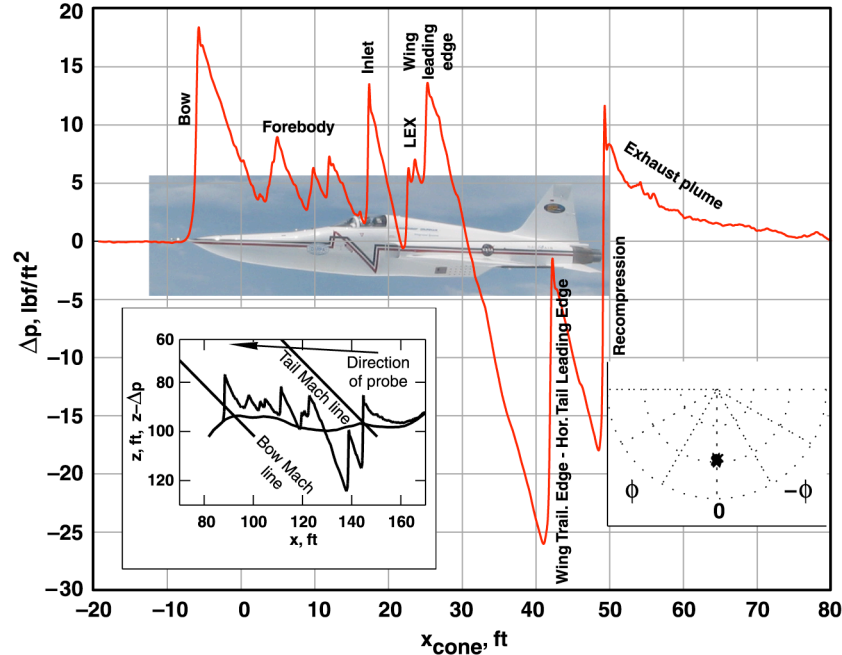 20
15
10
5
0
−5
−10
−15
−20
−25
−30
Δp, lbf/ft²
−20
−10
0
10
20
30
40
50
60
70
80
x_cone, ft
Bow
Forebody
Inlet
LEX
Wing
leading
edge
Wing Trail. Edge - Hor.Tail Leading Edge
Recompression
Exhaust plume
60
80
100
120
z, ft, z−Δp
80
100
120
140
160
x, ft
Direction
of probe
Tail Mach line
Bow Mach
line
ϕ
0
−ϕ